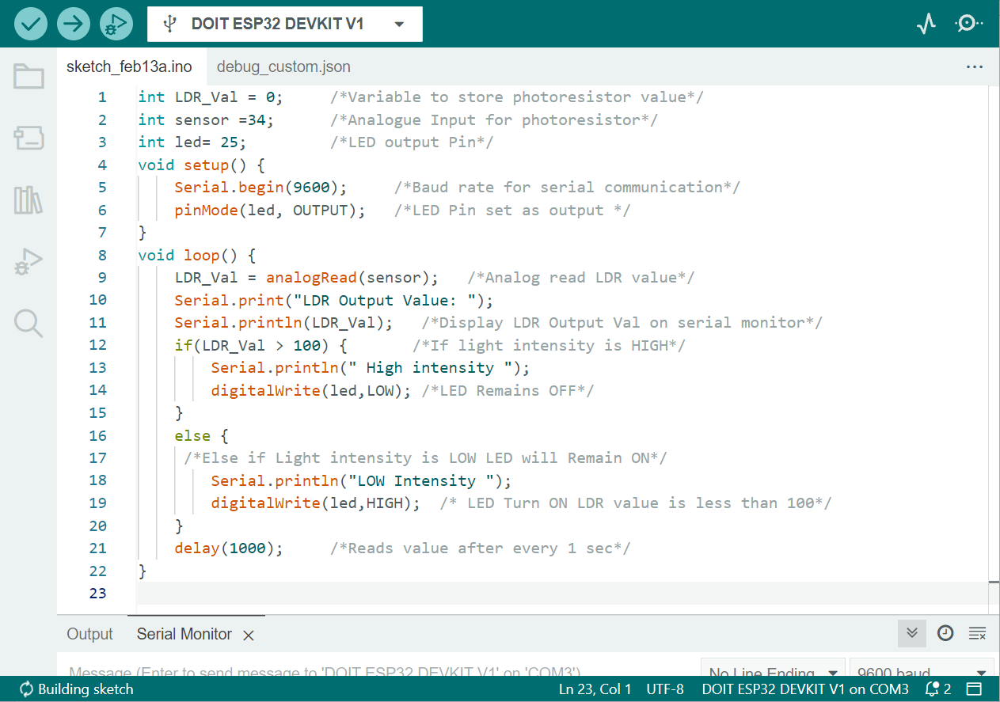 DOIT ESP32 DEVKIT V1
sketch_feb13a.ino debug_custom.json
1 int LDR_Val = 0;     /*Variable to store photoresistor value*/
2 int sensor =34;      /*Analogue Input for photoresistor*/
3 int led= 25;         /*LED output Pin*/
4 void setup() {
5     Serial.begin(9600);     /*Baud rate for serial communication*/
6     pinMode(led, OUTPUT);   /*LED Pin set as output */
7 }
8 void loop() {
9     LDR_Val = analogRead(sensor);   /*Analog read LDR value*/
10     Serial.print("LDR Output Value: ");
11     Serial.println(LDR_Val);   /*Display LDR Output Val on serial monitor*/
12     if(LDR_Val > 100) {       /*If light intensity is HIGH*/
13         Serial.println(" High intensity ");
14         digitalWrite(led,LOW); /*LED Remains OFF*/
15     }
16     else {
17      /*Else if Light intensity is LOW LED will Remain ON*/
18         Serial.println("LOW Intensity ");
19         digitalWrite(led,HIGH);  /* LED Turn ON LDR value is less than 100*/
20     }
21     delay(1000);     /*Reads value after every 1 sec*/
22 }
23
Output Serial Monitor
Message (Enter to send message to 'DOIT ESP32 DEVKIT V1' on 'COM3') No Line Ending 9600 baud
Building sketch Ln 23, Col 1 UTF-8 DOIT ESP32 DEVKIT V1 on COM3 2